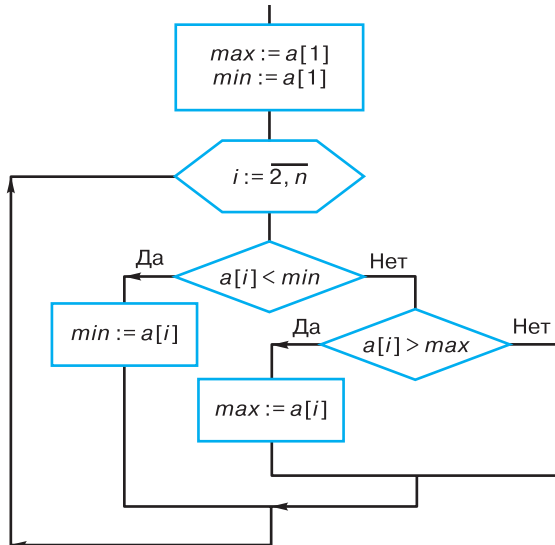 max := a[1]
min := a[1]
i := 2, n
Да
a[i] < min
Нет
min := a[i]
Да
a[i] > max
Нет
max := a[i]